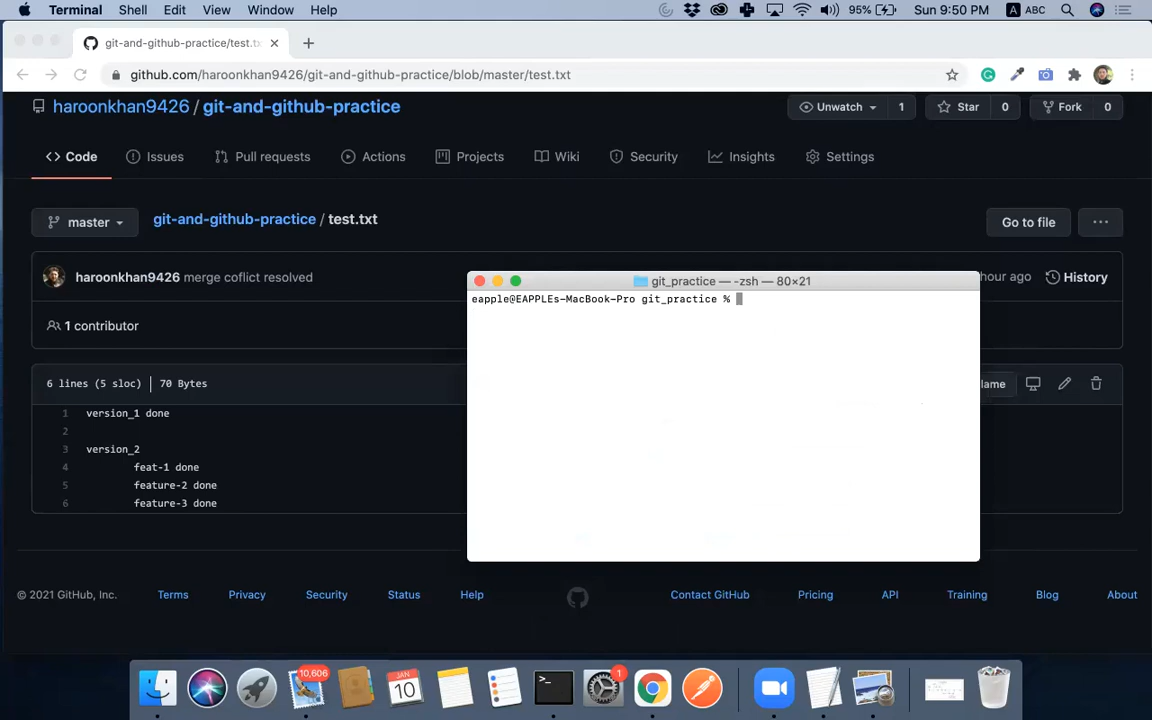 Terminal Shell Edit View Window Help 95% Sun 9:50 PM A ABC
git-and-github-practice/test.tx
github.com/haroonkhan9426/git-and-github-practice/blob/master/test.txt
haroonkhan9426 / git-and-github-practice Unwatch 1 Star 0 Fork 0
Code Issues Pull requests Actions Projects Wiki Security Insights Settings
master git-and-github-practice / test.txt Go to file ...
haroonkhan9426 merge coflict resolved hour ago History
git_practice — -zsh — 80×21
eapple@EAPPLEs-MacBook-Pro git_practice %
1 contributor
6 lines (5 sloc) 70 Bytes lame
1 version_1 done
2
3 version_2
4 feat-1 done
5 feature-2 done
6 feature-3 done
© 2021 GitHub, Inc. Terms Privacy Security Status Help Contact GitHub Pricing API Training Blog About
10,606 JAN 10 >_ 1